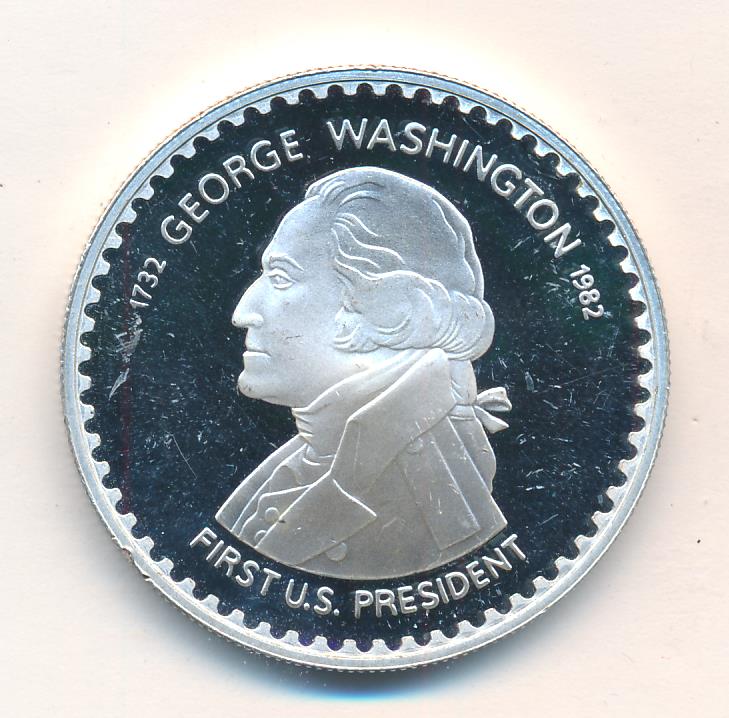 1732 GEORGE WASHINGTON 1982
FIRST U.S. PRESIDENT